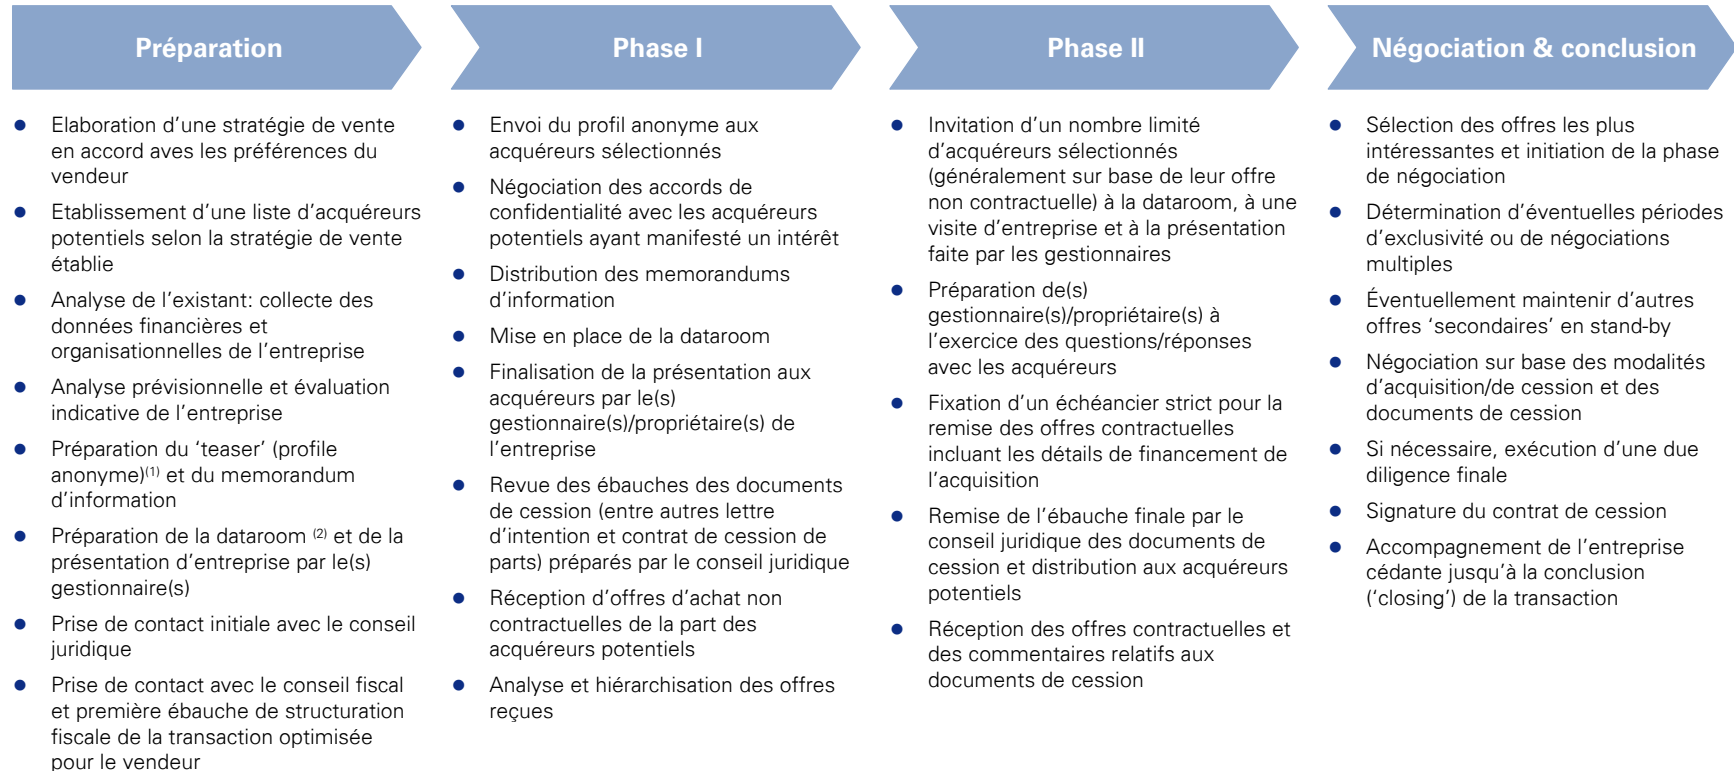 Préparation
● Elaboration d’une stratégie de vente
en accord aves les préférences du
vendeur
● Etablissement d’une liste d’acquéreurs
potentiels selon la stratégie de vente
établie
● Analyse de l’existant: collecte des
données financières et
organisationnelles de l’entreprise
● Analyse prévisionnelle et évaluation
indicative de l’entreprise
● Préparation du ‘teaser’ (profile
anonyme)(1) et du memorandum
d’information
● Préparation de la dataroom (2) et de la
présentation d’entreprise par le(s)
gestionnaire(s)
● Prise de contact initiale avec le conseil
juridique
● Prise de contact avec le conseil fiscal
et première ébauche de structuration
fiscale de la transaction optimisée
pour le vendeur
Phase I
● Envoi du profil anonyme aux
acquéreurs sélectionnés
● Négociation des accords de
confidentialité avec les acquéreurs
potentiels ayant manifesté un intérêt
● Distribution des memorandums
d’information
● Mise en place de la dataroom
● Finalisation de la présentation aux
acquéreurs par le(s)
gestionnaire(s)/propriétaire(s) de
l’entreprise
● Revue des ébauches des documents
de cession (entre autres lettre
d’intention et contrat de cession de
parts) préparés par le conseil juridique
● Réception d’offres d’achat non
contractuelles de la part des
acquéreurs potentiels
● Analyse et hiérarchisation des offres
reçues
Phase II
● Invitation d’un nombre limité
d’acquéreurs sélectionnés
(généralement sur base de leur offre
non contractuelle) à la dataroom, à une
visite d’entreprise et à la présentation
faite par les gestionnaires
● Préparation de(s)
gestionnaire(s)/propriétaire(s) à
l’exercice des questions/réponses
avec les acquéreurs
● Fixation d’un échéancier strict pour la
remise des offres contractuelles
incluant les détails de financement de
l’acquisition
● Remise de l’ébauche finale par le
conseil juridique des documents de
cession et distribution aux acquéreurs
potentiels
● Réception des offres contractuelles et
des commentaires relatifs aux
documents de cession
Négociation & conclusion
● Sélection des offres les plus
intéressantes et initiation de la phase
de négociation
● Détermination d’éventuelles périodes
d’exclusivité ou de négociations
multiples
● Éventuellement maintenir d’autres
offres ‘secondaires’ en stand-by
● Négociation sur base des modalités
d’acquisition/de cession et des
documents de cession
● Si nécessaire, exécution d’une due
diligence finale
● Signature du contrat de cession
● Accompagnement de l’entreprise
cédante jusqu’à la conclusion
(‘closing’) de la transaction